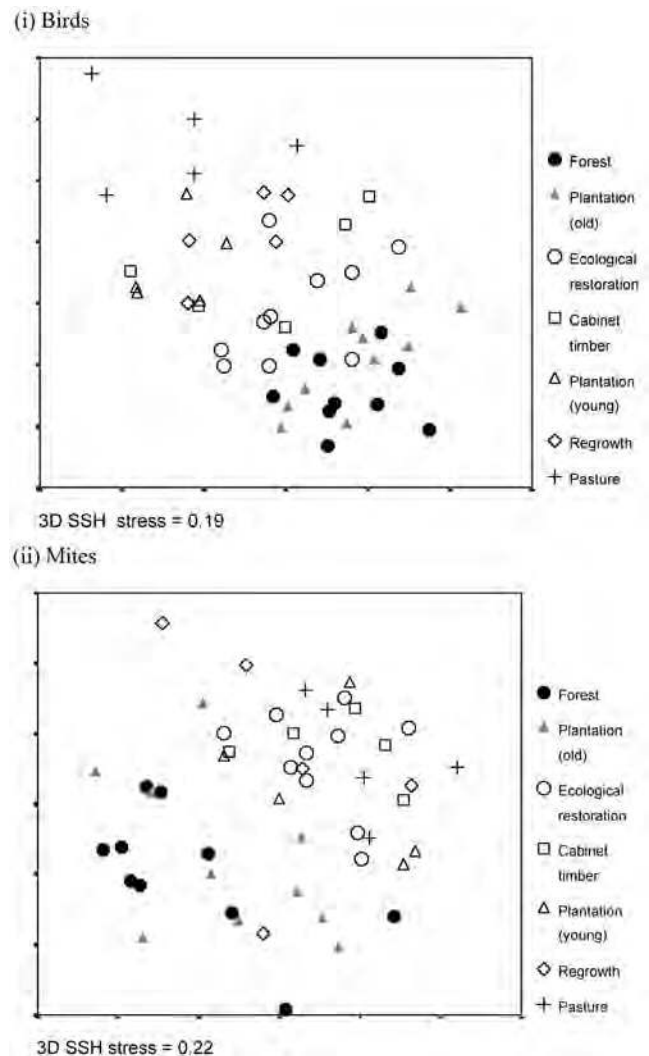 (i) Birds
Forest
Plantation
(old)
Ecological
restoration
Cabinet
timber
Plantation
(young)
Regrowth
Pasture
3D SSH stress = 0.19
(ii) Mites
Forest
Plantation
(old)
Ecological
restoration
Cabinet
timber
Plantation
(young)
Regrowth
Pasture
3D SSH stress = 0.22